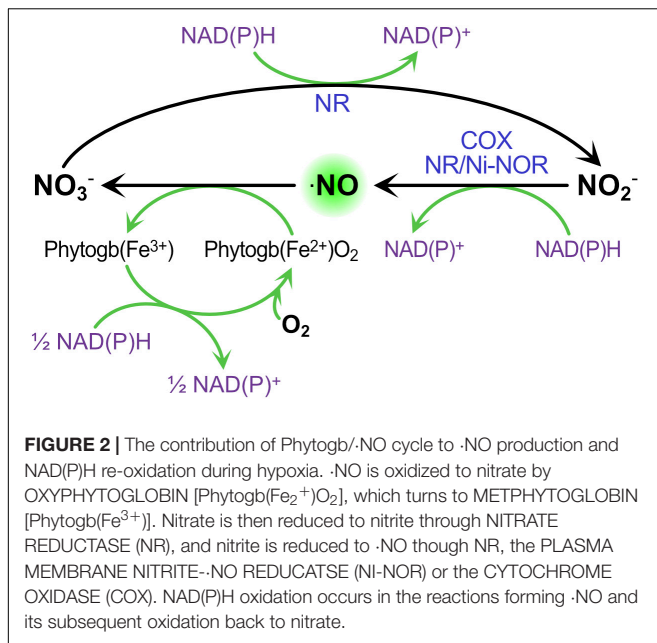 NAD(P)H NAD(P)⁺
NR
COX
NR/Ni-NOR
NO₃⁻ ·NO NO₂⁻
Phytogb(Fe³⁺) Phytogb(Fe²⁺)O₂ NAD(P)⁺ NAD(P)H
O₂
½ NAD(P)H
½ NAD(P)⁺
FIGURE 2 | The contribution of Phytogb/·NO cycle to ·NO production and
NAD(P)H re-oxidation during hypoxia. ·NO is oxidized to nitrate by
OXYPHYTOGLOBIN [Phytogb(Fe₂⁺)O₂], which turns to METPHYTOGLOBIN
[Phytogb(Fe³⁺)]. Nitrate is then reduced to nitrite through NITRATE
REDUCTASE (NR), and nitrite is reduced to ·NO though NR, the PLASMA
MEMBRANE NITRITE-·NO REDUCATSE (NI-NOR) or the CYTOCHROME
OXIDASE (COX). NAD(P)H oxidation occurs in the reactions forming ·NO and
its subsequent oxidation back to nitrate.